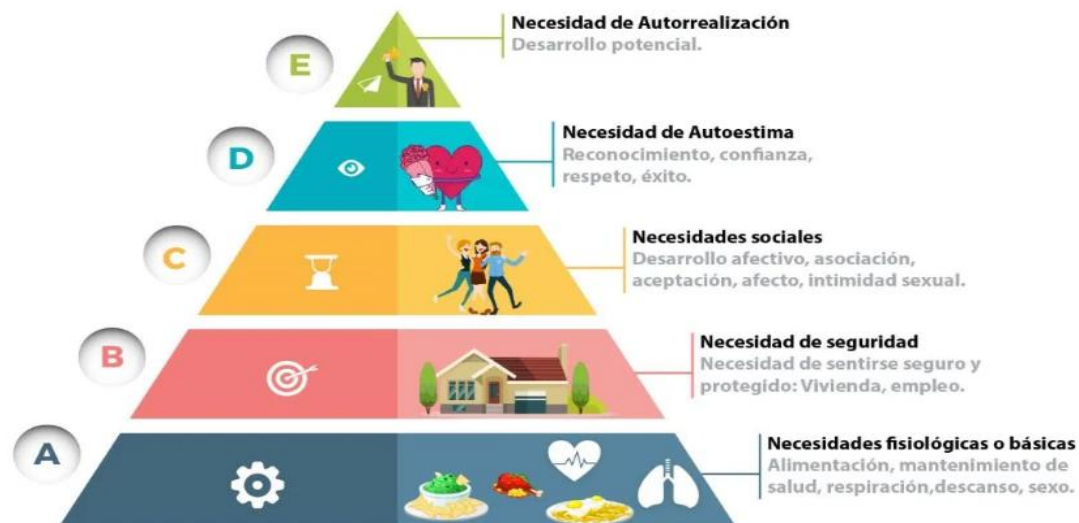 E
Necesidad de Autorrealización
Desarrollo potencial.
D
Necesidad de Autoestima
Reconocimiento, confianza,
respeto, éxito.
C
Necesidades sociales
Desarrollo afectivo, asociación,
aceptación, afecto, intimidad sexual.
B
Necesidad de seguridad
Necesidad de sentirse seguro y
protegido: Vivienda, empleo.
A
Necesidades fisiológicas o básicas
Alimentación, mantenimiento de
salud, respiración,descanso, sexo.